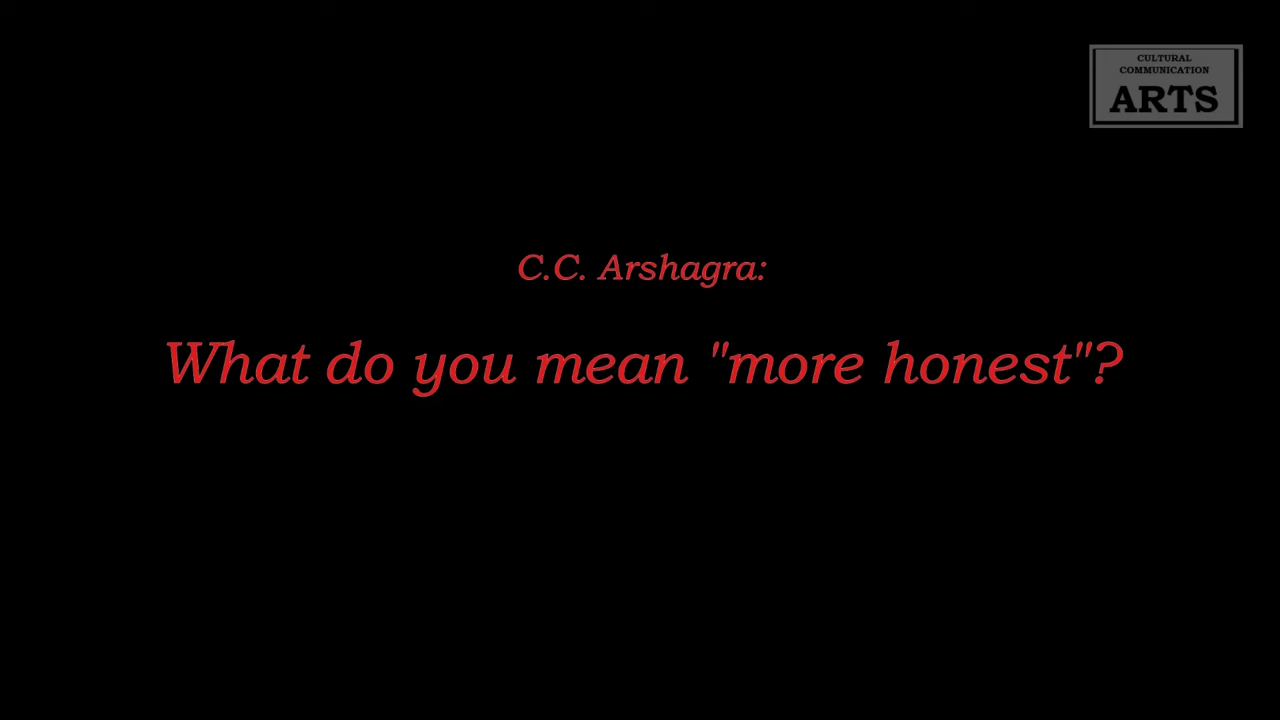 CULTURAL
COMMUNICATION
ARTS
C.C. Arshagra:
What do you mean "more honest"?